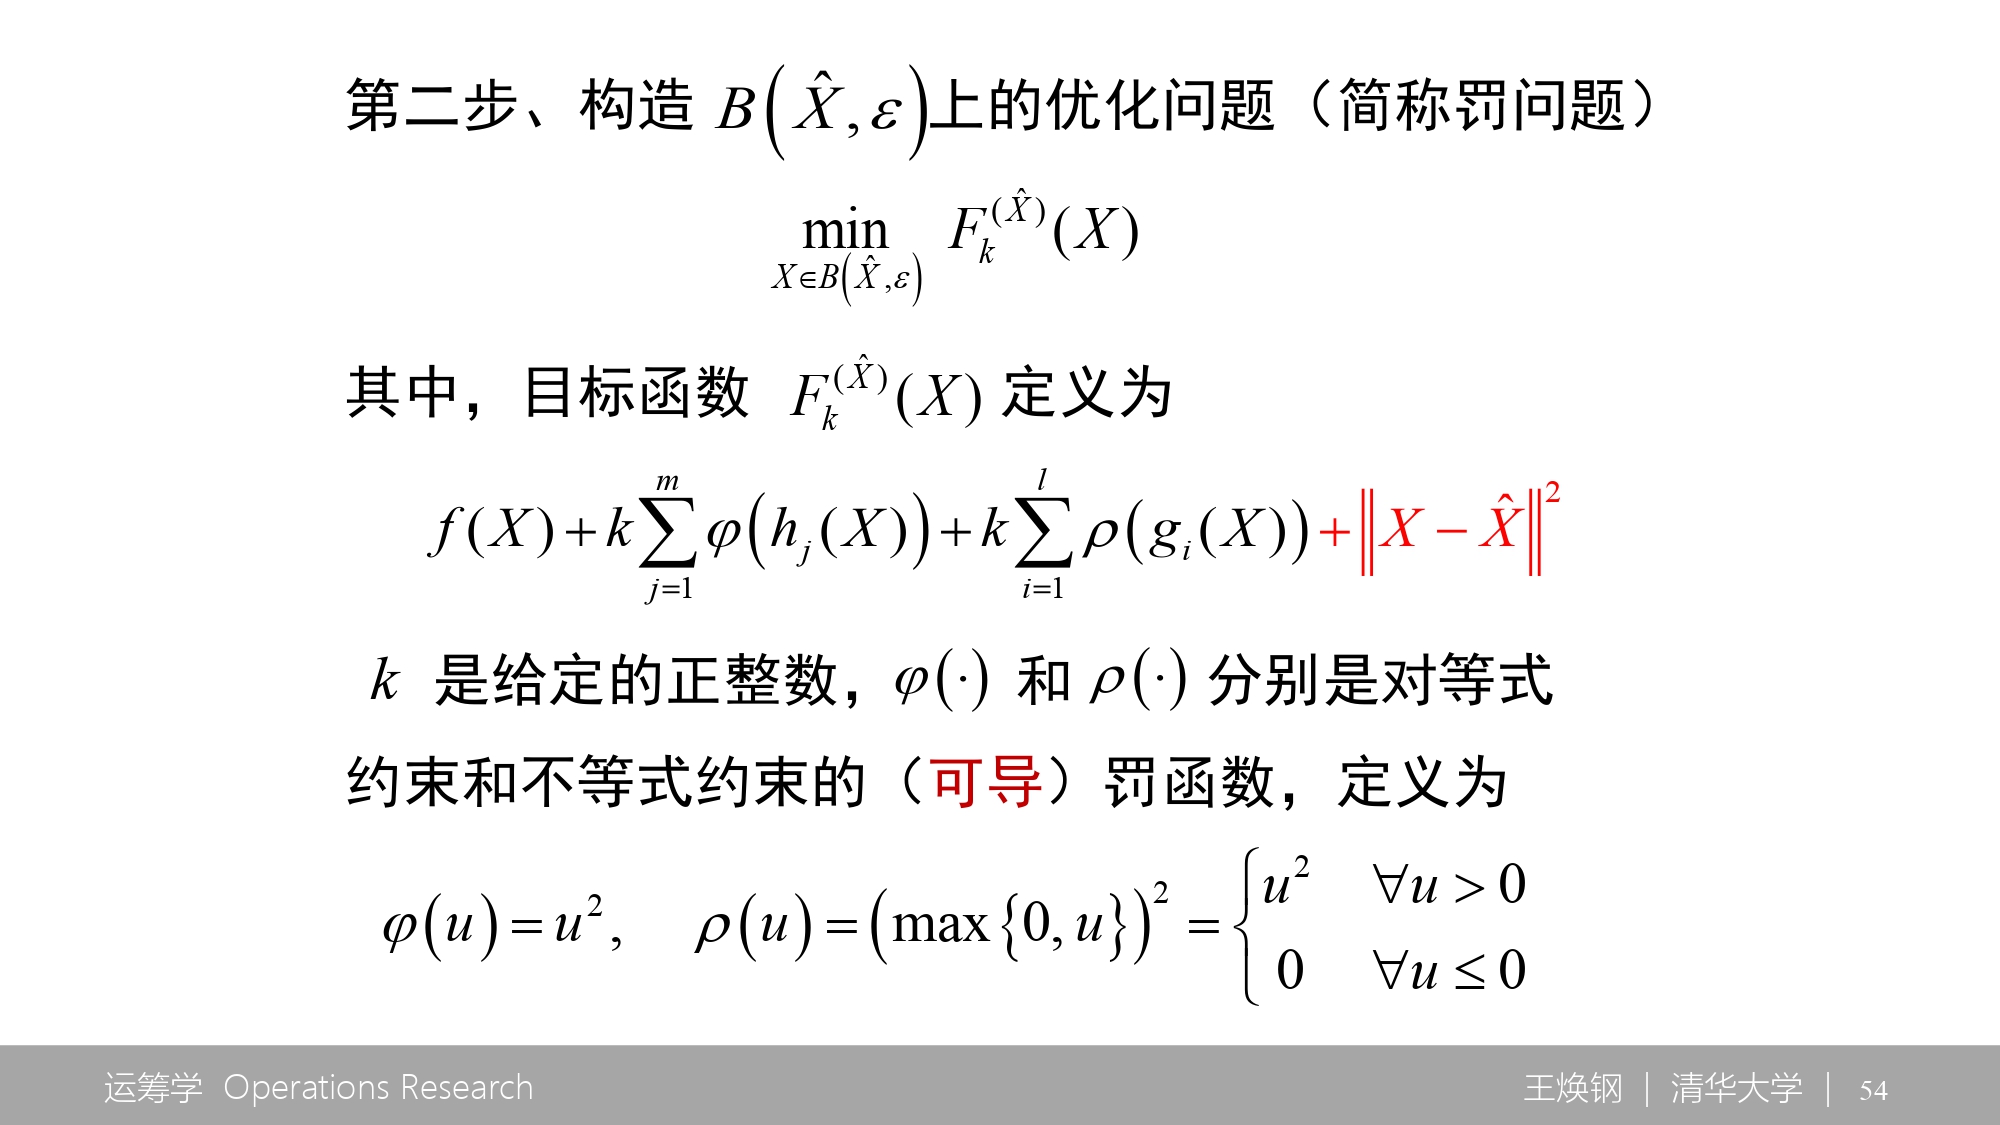 第二步、构造 $B\left(\hat{X},\varepsilon\right)$ 上的优化问题（简称罚问题）
$\min_{X\in B\left(\hat{X},\varepsilon\right)} F_k^{(\hat{X})}(X)$
其中，目标函数 $F_k^{(\hat{X})}(X)$ 定义为
$f(X)+k\sum_{j=1}^{m}\varphi\left(h_j(X)\right)+k\sum_{i=1}^{l}\rho\left(g_i(X)\right)+\left\|X-\hat{X}\right\|^2$
$k$ 是给定的正整数，$\varphi(\cdot)$ 和 $\rho(\cdot)$ 分别是对等式
约束和不等式约束的（可导）罚函数，定义为
$\varphi(u)=u^2,\quad \rho(u)=\left(\max\{0,u\}\right)^2=\begin{cases}u^2 & \forall u>0\\ 0 & \forall u\leq 0\end{cases}$
运筹学 Operations Research
王焕钢 | 清华大学 | 54